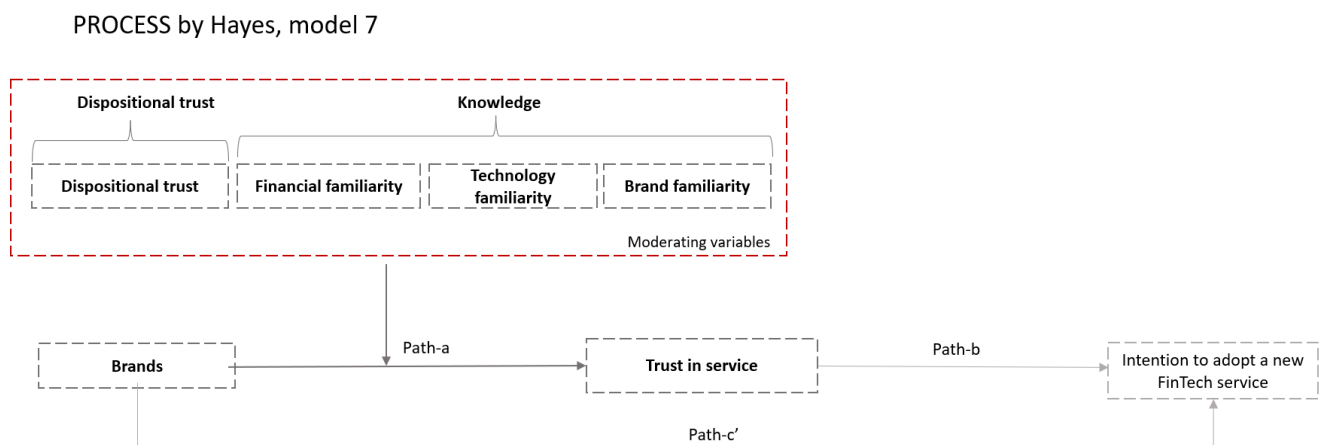 PROCESS by Hayes, model 7
Dispositional trust
Knowledge
Dispositional trust
Financial familiarity
Technology
familiarity
Brand familiarity
Moderating variables
Brands
Path-a
Trust in service
Path-b
Intention to adopt a new
FinTech service
Path-c’